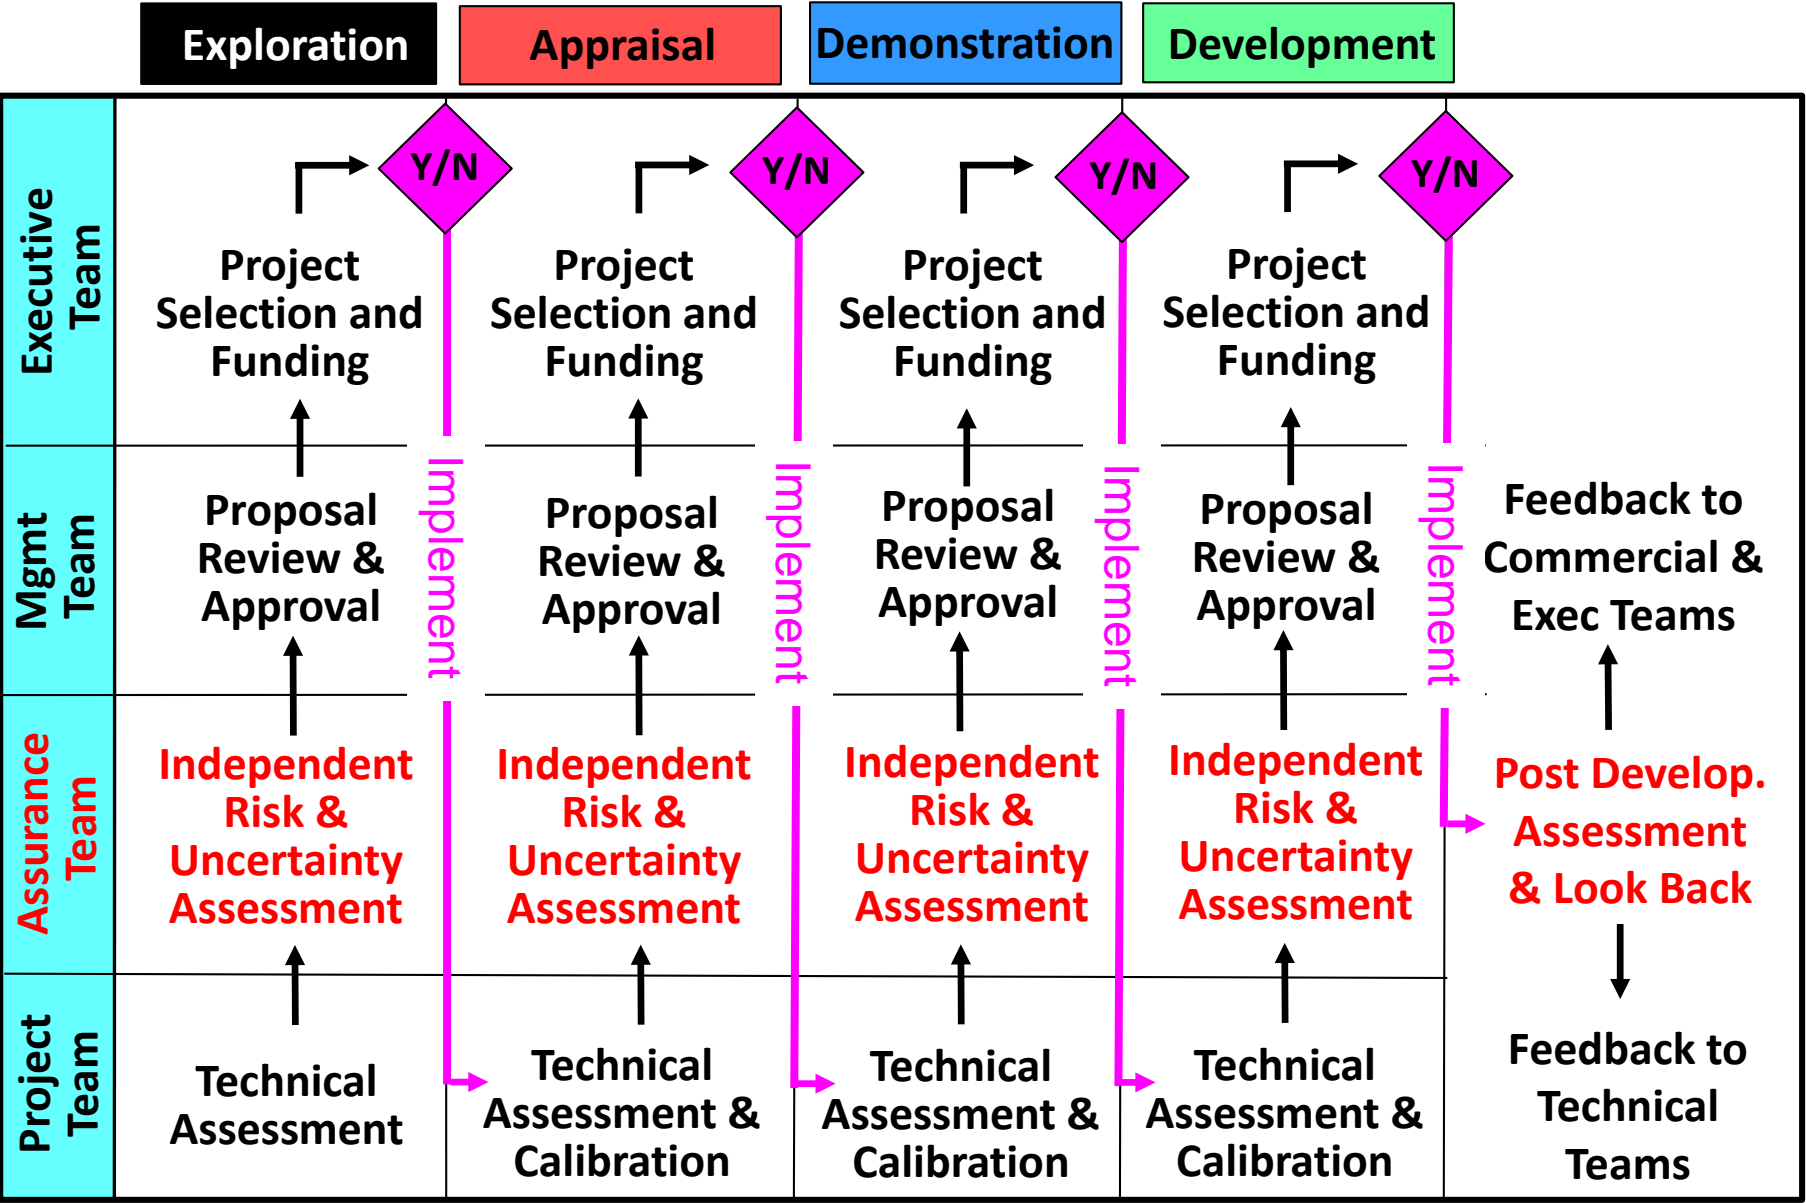 Exploration
Appraisal
Demonstration
Development
Executive
Team
Project
Selection and
Funding
Y/N
Project
Selection and
Funding
Y/N
Project
Selection and
Funding
Y/N
Project
Selection and
Funding
Y/N
Mgmt
Team
Proposal
Review &
Approval
Implement
Proposal
Review &
Approval
Implement
Proposal
Review &
Approval
Implement
Proposal
Review &
Approval
Implement
Feedback to
Commercial &
Exec Teams
Assurance
Team
Independent
Risk &
Uncertainty
Assessment
Independent
Risk &
Uncertainty
Assessment
Independent
Risk &
Uncertainty
Assessment
Independent
Risk &
Uncertainty
Assessment
Post Develop.
Assessment
& Look Back
Project
Team
Technical
Assessment
Technical
Assessment &
Calibration
Technical
Assessment &
Calibration
Technical
Assessment &
Calibration
Feedback to
Technical
Teams